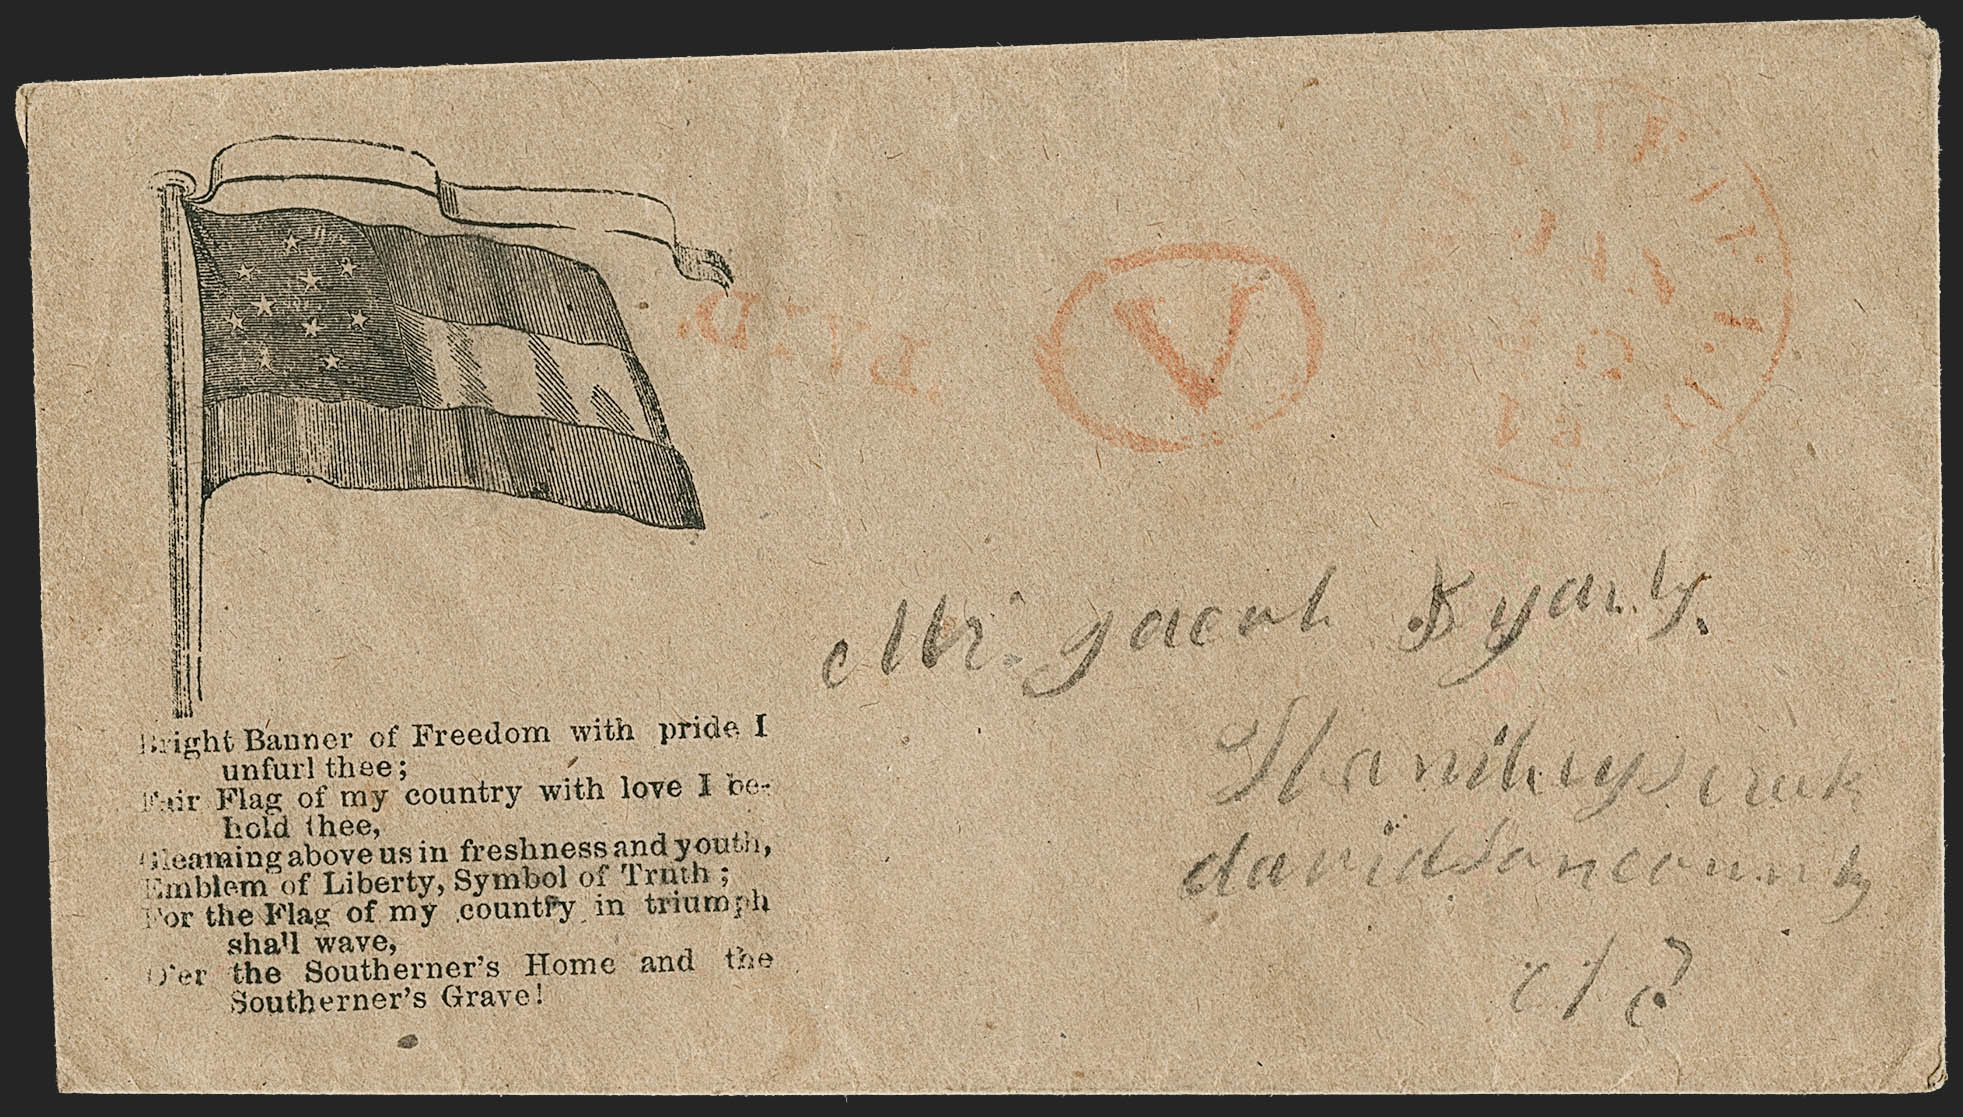 PAID.
V
Bright Banner of Freedom with pride I
unfurl thee;
Fair Flag of my country with love I be-
hold thee,
Gleaming above us in freshness and youth,
Emblem of Liberty, Symbol of Truth;
For the Flag of my country in triumph
shall wave,
O'er the Southerner's Home and the
Southerner's Grave!
Mr. Jacob
davidson county